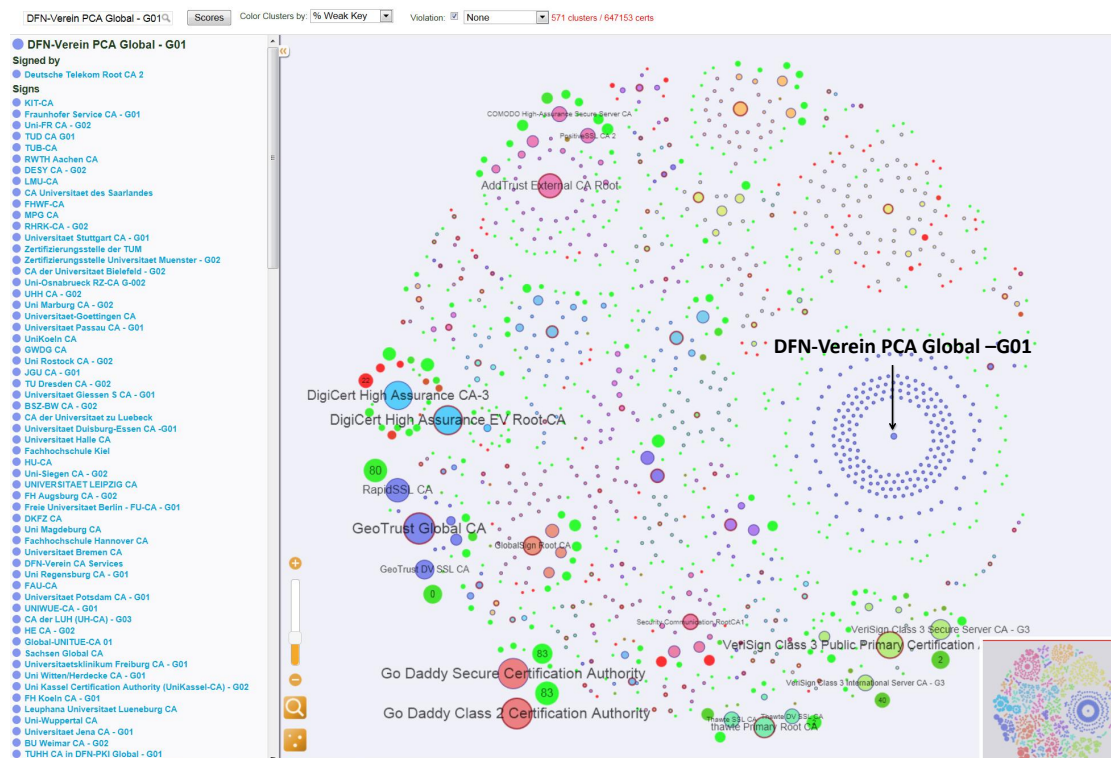 DFN-Verein PCA Global - G01
Scores
Color Clusters by: % Weak Key
Violation: None
571 clusters / 647153 certs
DFN-Verein PCA Global - G01
Signed by
Deutsche Telekom Root CA 2
Signs
KIT-CA
Fraunhofer Service CA - G01
Uni-FR CA - G02
TUD CA G01
TUB-CA
RWTH Aachen CA
DESY CA - G02
LMU-CA
CA Universitaet des Saarlandes
FHWF-CA
MPG CA
RHRK-CA - G02
Universitaet Stuttgart CA - G01
Zertifizierungsstelle der TUM
Zertifizierungsstelle Universitaet Muenster - G02
CA der Universitaet Bielefeld - G02
Uni-Osnabrueck RZ-CA G-002
UHH CA - G02
Uni Marburg CA - G02
Universitaet-Goettingen CA
Universitaet Passau CA - G01
UniKoeln CA
GWDG CA
Uni Rostock CA - G02
JGU CA - G01
TU Dresden CA - G02
Universitaet Giessen S CA - G01
BSZ-BW CA - G02
CA der Universitaet zu Luebeck
Universitaet Duisburg-Essen CA -G01
Universitaet Halle CA
Fachhochschule Kiel
HU-CA
Uni-Siegen CA - G02
UNIVERSITAET LEIPZIG CA
FH Augsburg CA - G02
Freie Universitaet Berlin - FU-CA - G01
DKFZ CA
Uni Magdeburg CA
Fachhochschule Hannover CA
Universitaet Bremen CA
DFN-Verein CA Services
Uni Regensburg CA - G01
FAU-CA
Universitaet Potsdam CA - G01
UNIWUE-CA - G01
CA der LUH (UH-CA) - G03
HE CA - G02
Global-UNITUE-CA 01
Sachsen Global CA
Universitaetsklinikum Freiburg CA - G01
Uni Witten/Herdecke CA - G01
Uni Kassel Certification Authority (UniKassel-CA) - G02
FH Koeln CA - G01
Leuphana Universitaet Lueneburg CA
Uni-Wuppertal CA
Universitaet Jena CA - G01
BU Weimar CA - G02
TUHH CA in DFN-PKI Global - G01
COMODO High-Assurance Secure Server CA
PositiveSSL CA 2
AddTrust External CA Root
DFN-Verein PCA Global –G01
22
DigiCert High Assurance CA-3
DigiCert High Assurance EV Root CA
80
RapidSSL CA
GeoTrust Global CA
GlobalSign Root CA
GeoTrust DV SSL CA
0
Security Communication RootCA1
VeriSign Class 3 Secure Server CA - G3
VeriSign Class 3 Public Primary Certification
83
2
Go Daddy Secure Certification Authority
VeriSign Class 3 International Server CA - G3
83
40
Go Daddy Class 2 Certification Authority
Thawte SSL CA
Thawte DV SSL CA
thawte Primary Root CA